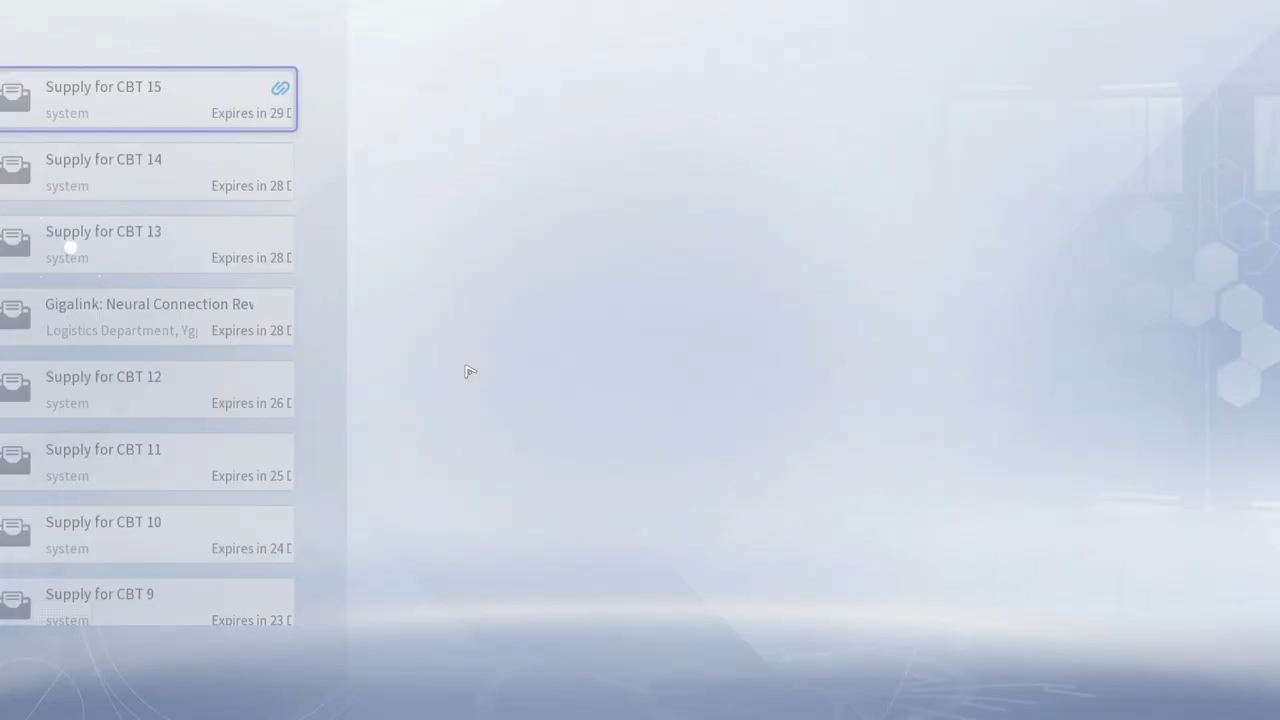 Supply for CBT 15
system Expires in 29
Supply for CBT 14
system Expires in 28
Supply for CBT 13
system Expires in 28
Gigalink: Neural Connection
Logistics Department, Expires in 28
Supply for CBT 12
system Expires in 26
Supply for CBT 11
system Expires in 25
Supply for CBT 10
system Expires in 24
Supply for CBT 9
system Expires in 23